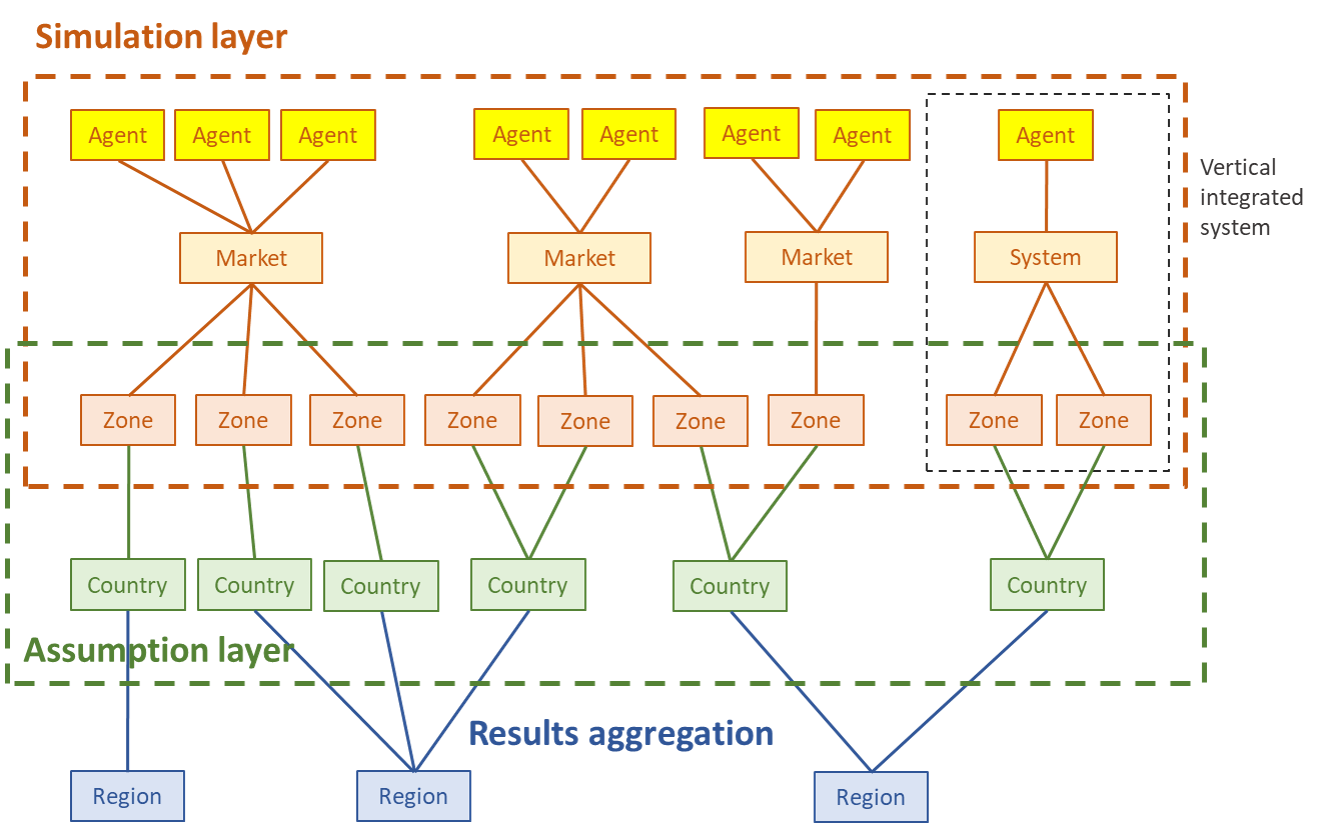 Simulation layer
Agent
Agent
Agent
Agent
Agent
Agent
Agent
Agent
Vertical
integrated
system
Market
Market
Market
System
Zone
Zone
Zone
Zone
Zone
Zone
Zone
Zone
Zone
Country
Country
Country
Country
Country
Country
Assumption layer
Results aggregation
Region
Region
Region